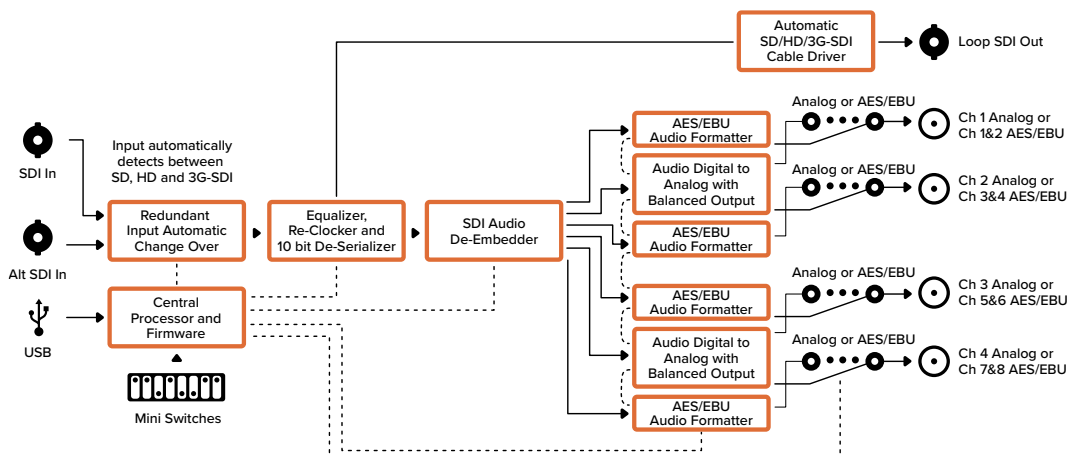 Automatic
SD/HD/3G-SDI
Cable Driver
Loop SDI Out
SDI In
Input automatically
detects between
SD, HD and 3G-SDI
Alt SDI In
Redundant
Input Automatic
Change Over
Equalizer,
Re-Clocker and
10 bit De-Serializer
SDI Audio
De-Embedder
USB
Central
Processor and
Firmware
Mini Switches
AES/EBU
Audio Formatter
Audio Digital to
Analog with
Balanced Output
AES/EBU
Audio Formatter
AES/EBU
Audio Formatter
Audio Digital to
Analog with
Balanced Output
AES/EBU
Audio Formatter
Analog or AES/EBU
Ch 1 Analog or
Ch 1&2 AES/EBU
Analog or AES/EBU
Ch 2 Analog or
Ch 3&4 AES/EBU
Analog or AES/EBU
Ch 3 Analog or
Ch 5&6 AES/EBU
Analog or AES/EBU
Ch 4 Analog or
Ch 7&8 AES/EBU